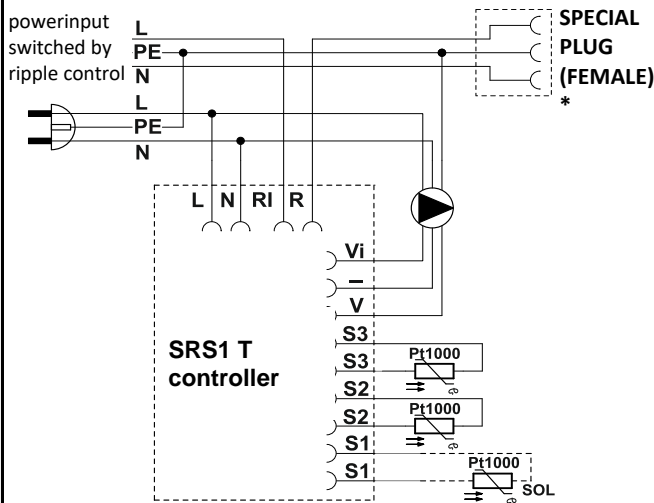 powerinput
switched by
ripple control
L
PE
N
SPECIAL
PLUG
(FEMALE)
*
L
PE
N
L N RI R
Vi
–
V
SRS1 T
controller
S3
S3
Pt1000
S2
S2
Pt1000
S1
S1
Pt1000
SOL